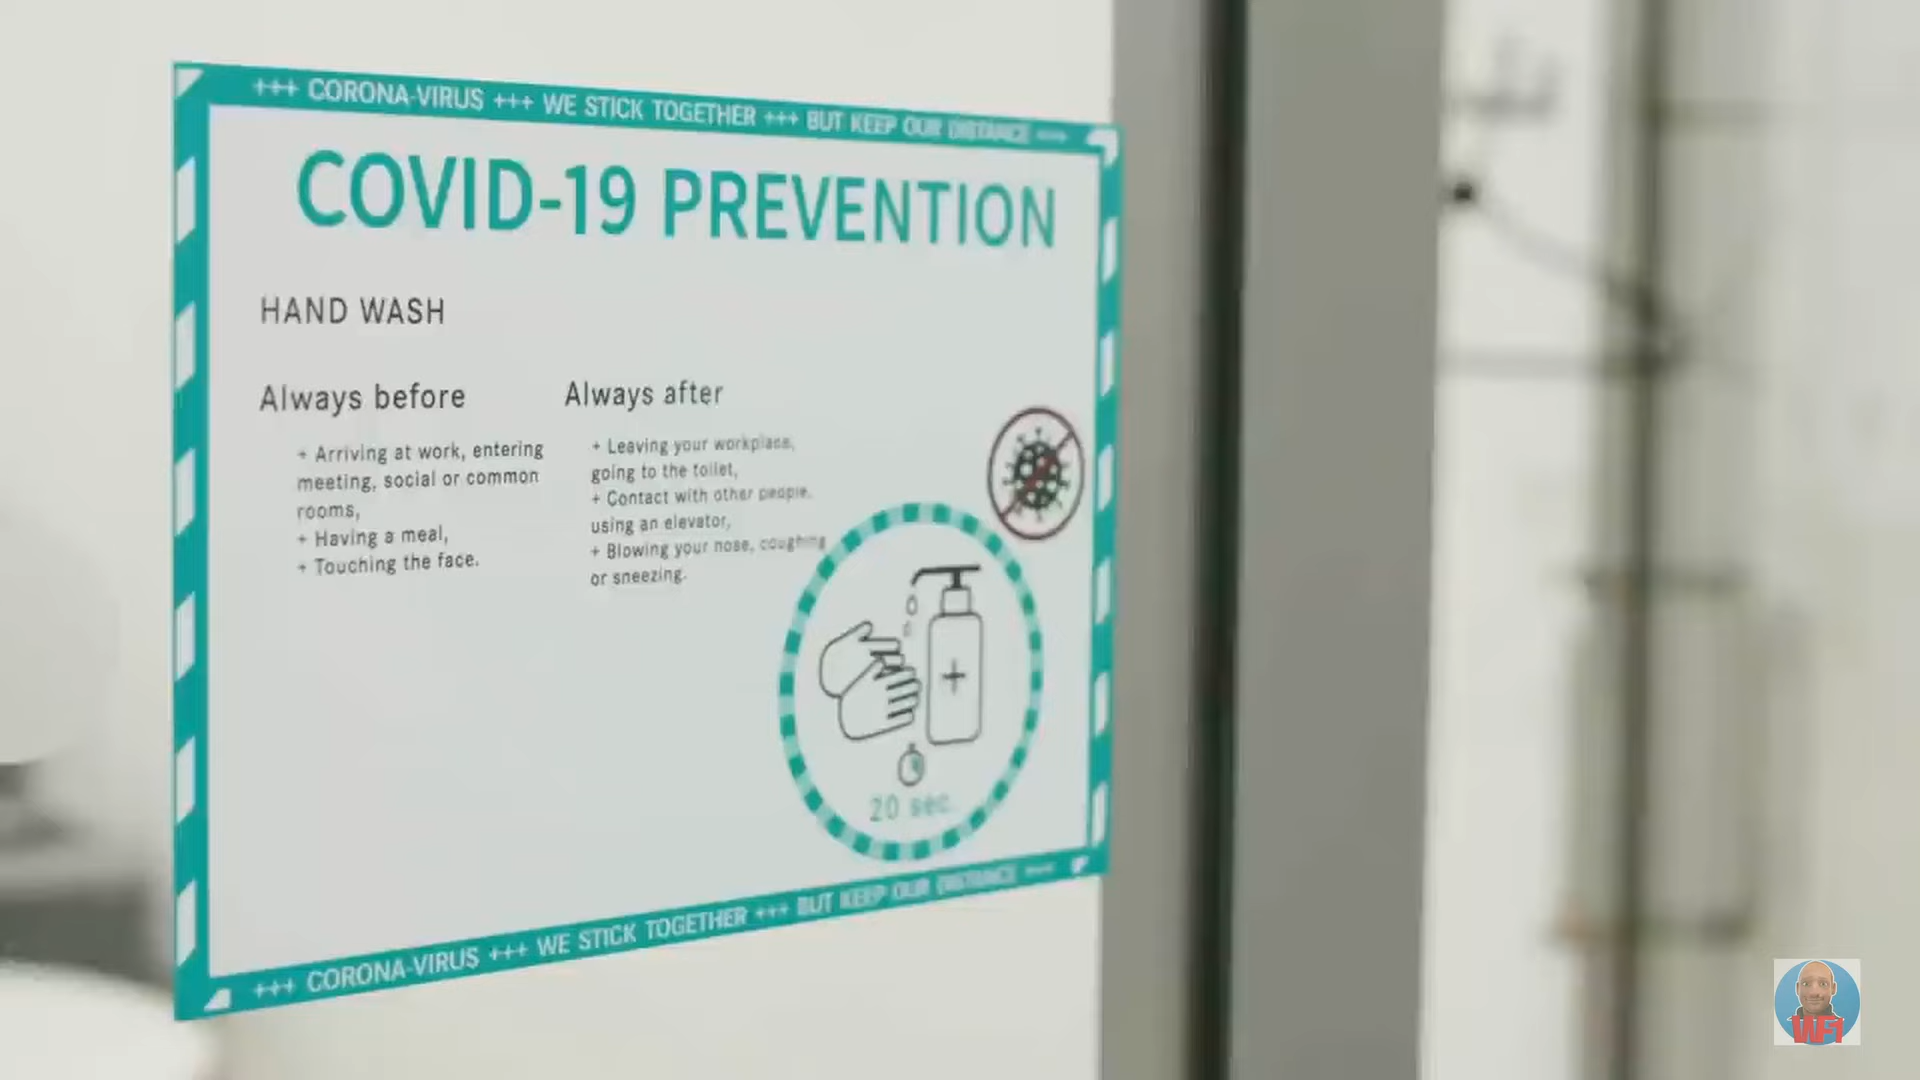 +++ CORONA-VIRUS +++ WE STICK TOGETHER +++ BUT KEEP OUR DISTANCE +++
COVID-19 PREVENTION
HAND WASH
Always before
+ Arriving at work, entering
meeting, social or common
rooms,
+ Having a meal,
+ Touching the face.
Always after
+ Leaving your workplace,
going to the toilet,
+ Contact with other people,
using an elevator,
+ Blowing your nose, coughing
or sneezing.
20 sec.
+++ CORONA-VIRUS +++ WE STICK TOGETHER +++ BUT KEEP OUR DISTANCE +++
WF1